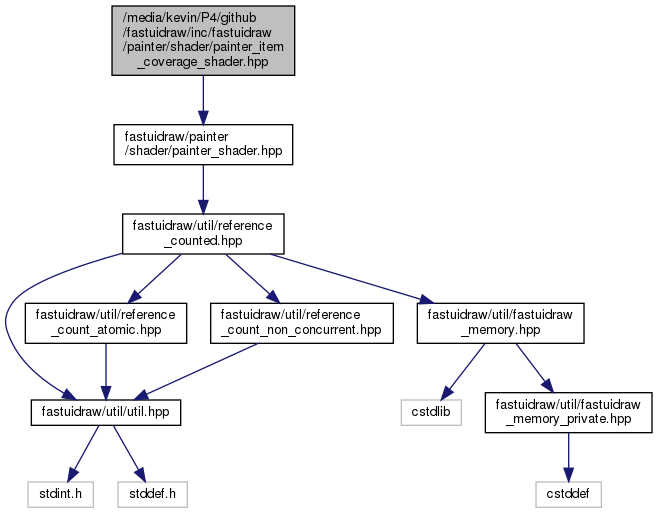 /media/kevin/P4/github
/fastuidraw/inc/fastuidraw
/painter/shader/painter_item
_coverage_shader.hpp
fastuidraw/painter
/shader/painter_shader.hpp
fastuidraw/util/reference
_counted.hpp
fastuidraw/util/reference
_count_atomic.hpp
fastuidraw/util/reference
_count_non_concurrent.hpp
fastuidraw/util/fastuidraw
_memory.hpp
fastuidraw/util/util.hpp
cstdlib
fastuidraw/util/fastuidraw
_memory_private.hpp
stdint.h
stddef.h
cstddef